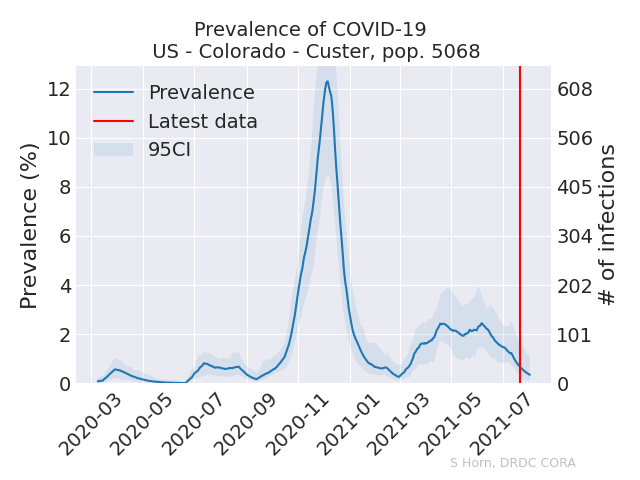 Prevalence of COVID-19
US - Colorado - Custer, pop. 5068
Prevalence
Latest data
95CI
Prevalence (%)
12
10
8
6
4
2
0
608
506
405
304
202
101
0
# of infections
2020-03
2020-05
2020-07
2020-09
2020-11
2021-01
2021-03
2021-05
2021-07
S Horn, DRDC CORA